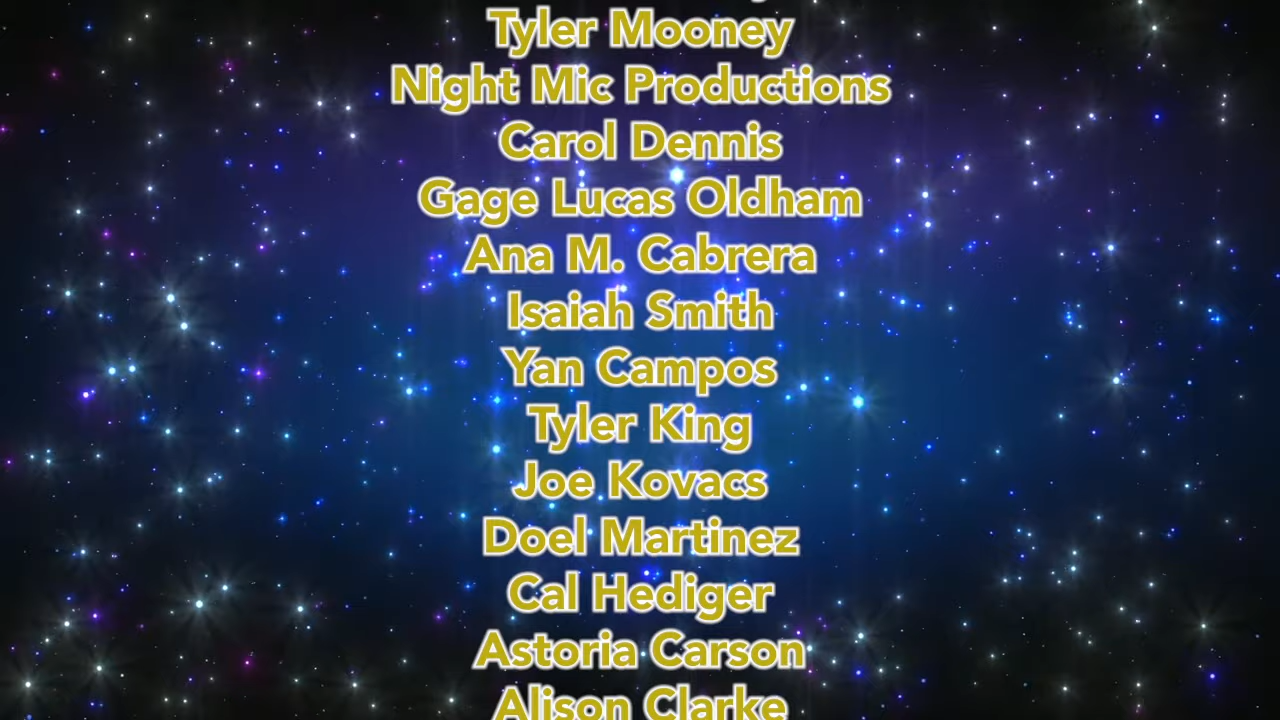 Tyler Mooney
Night Mic Productions
Carol Dennis
Gage Lucas Oldham
Ana M. Cabrera
Isaiah Smith
Yan Campos
Tyler King
Joe Kovacs
Doel Martinez
Cal Hediger
Astoria Carson
Alison Clarke